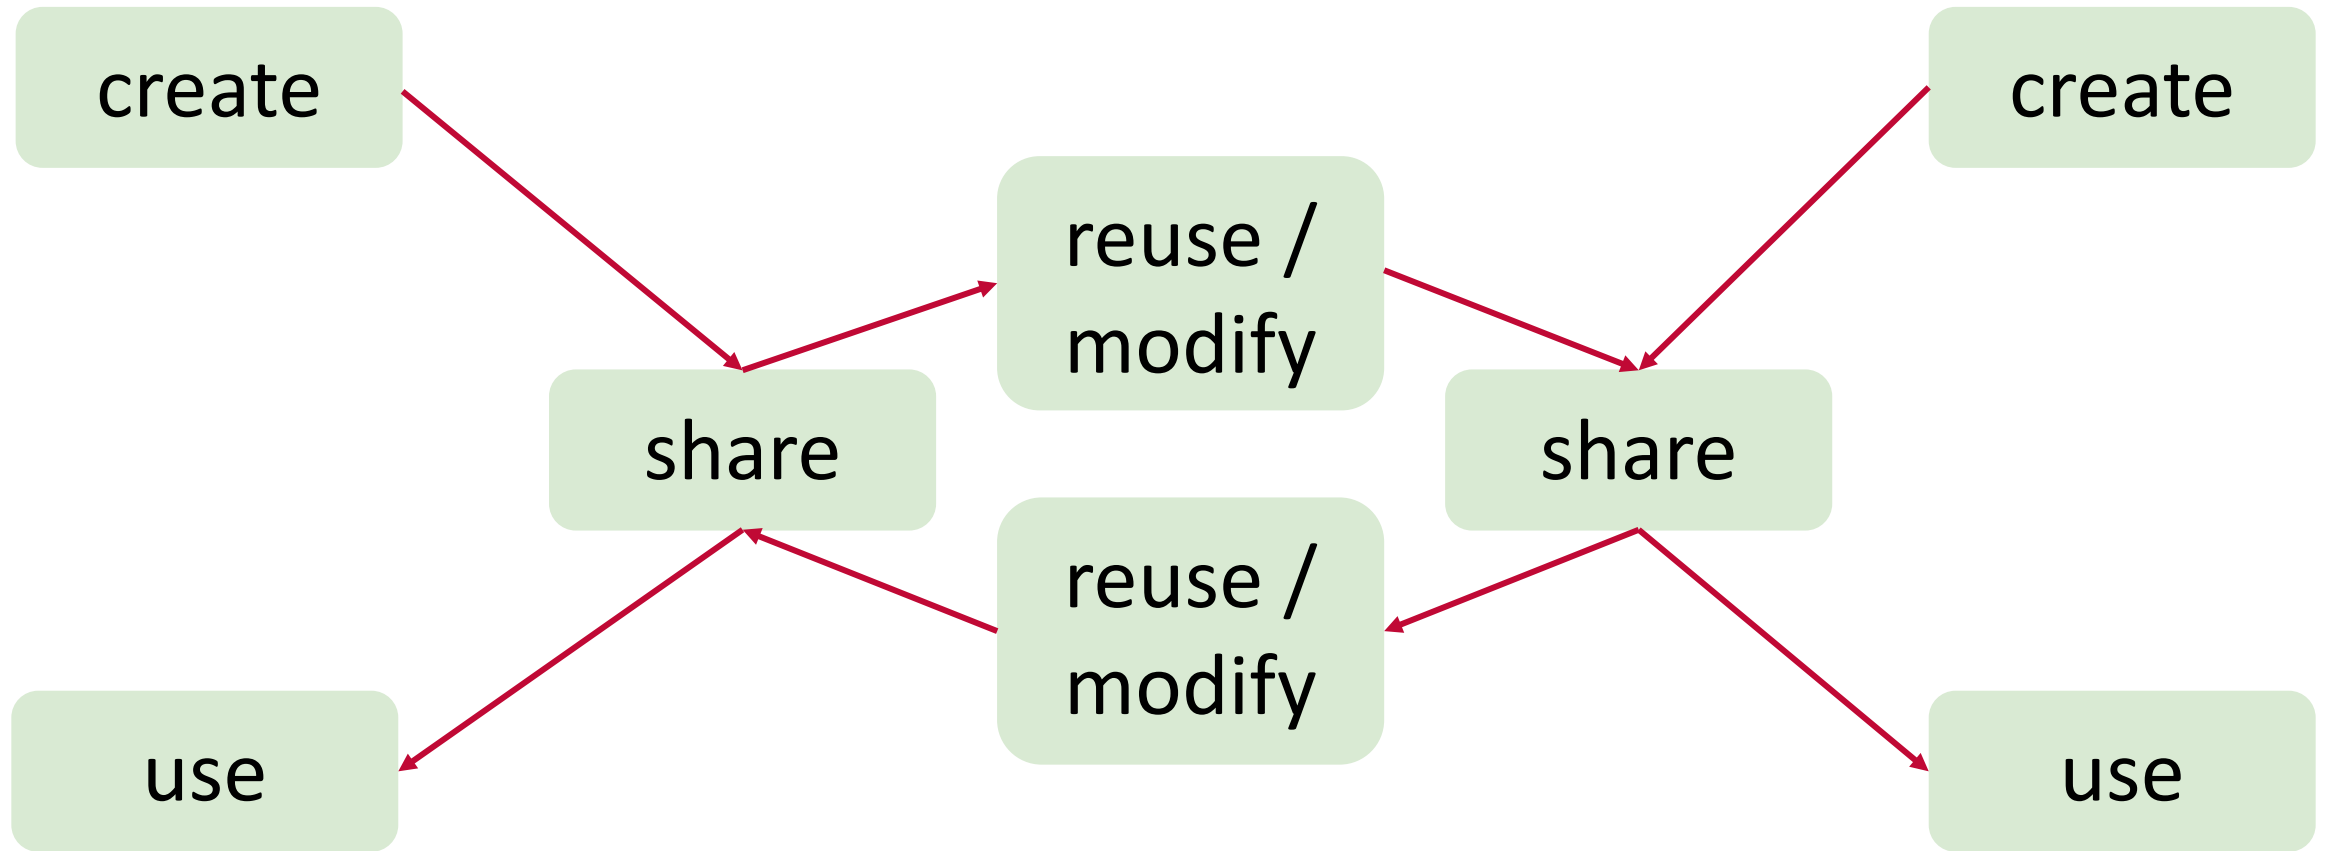 create
create
reuse /
modify
share
share
reuse /
modify
use
use